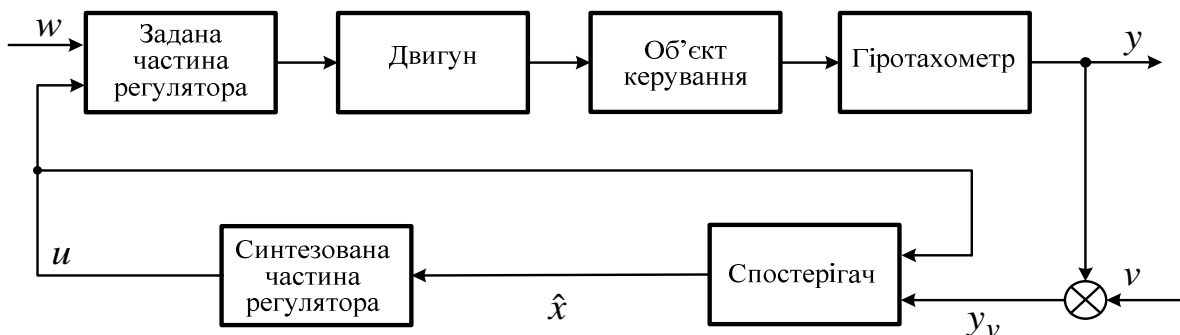 w
Задана
частина
регулятора
Двигун
Об’єкт
керування
Гіротахометр
y
u
Синтезована
частина
регулятора
x̂
Спостерігач
y_v
v